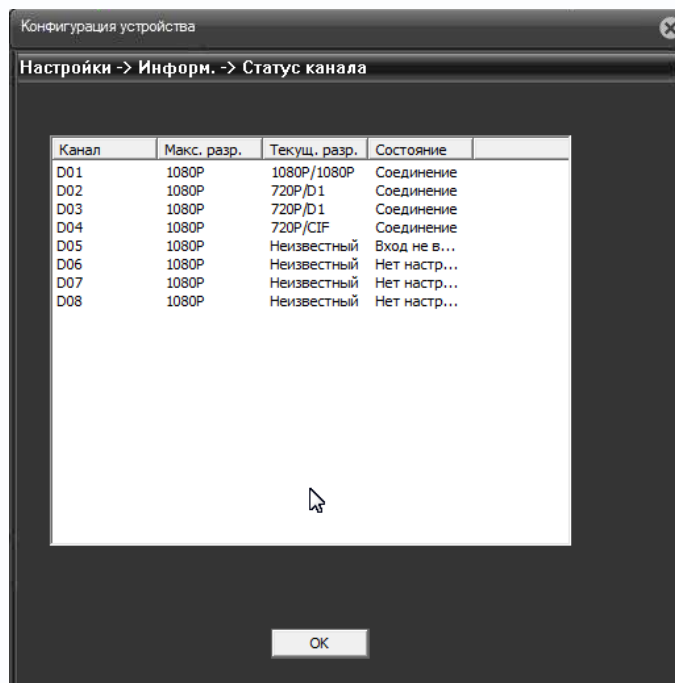 Конфигурация устройства
Настройки -> Информ. -> Статус канала
Канал Макс. разр. Текущ. разр. Состояние
D01 1080P 1080P/1080P Соединение
D02 1080P 720P/D1 Соединение
D03 1080P 720P/D1 Соединение
D04 1080P 720P/CIF Соединение
D05 1080P Неизвестный Вход не в...
D06 1080P Неизвестный Нет настр...
D07 1080P Неизвестный Нет настр...
D08 1080P Неизвестный Нет настр...
OK